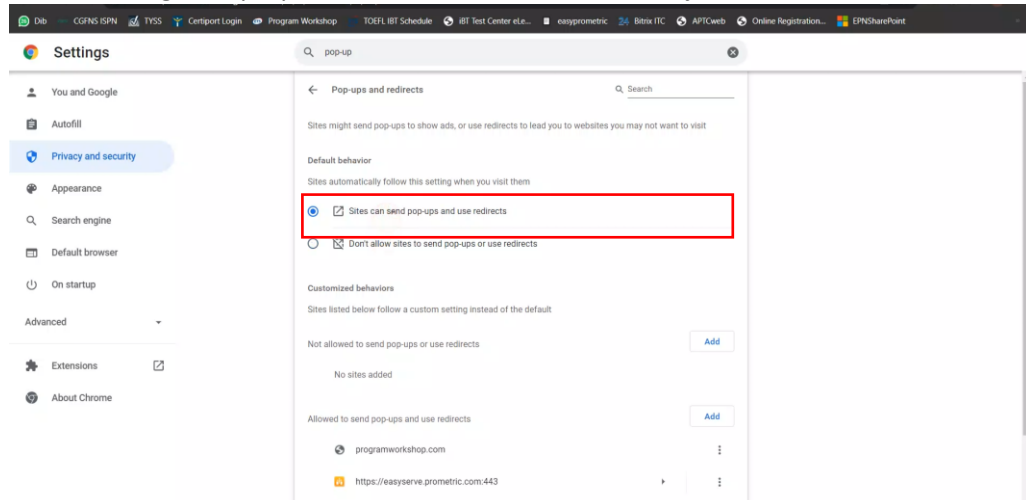 Dib CGFNS ISPN TYSS Certiport Login Program Workshop TOEFL IBT Schedule iBT Test Center eLe... easyprometric Bitrix ITC APTCweb Online Registration... EPNSharePoint
Settings
pop-up
You and Google
Autofill
Privacy and security
Appearance
Search engine
Default browser
On startup
Advanced
Extensions
About Chrome
Pop-ups and redirects
Search
Sites might send pop-ups to show ads, or use redirects to lead you to websites you may not want to visit
Default behavior
Sites automatically follow this setting when you visit them
Sites can send pop-ups and use redirects
Don't allow sites to send pop-ups or use redirects
Customized behaviors
Sites listed below follow a custom setting instead of the default
Not allowed to send pop-ups or use redirects
Add
No sites added
Allowed to send pop-ups and use redirects
Add
programworkshop.com
https://easyserve.prometric.com:443